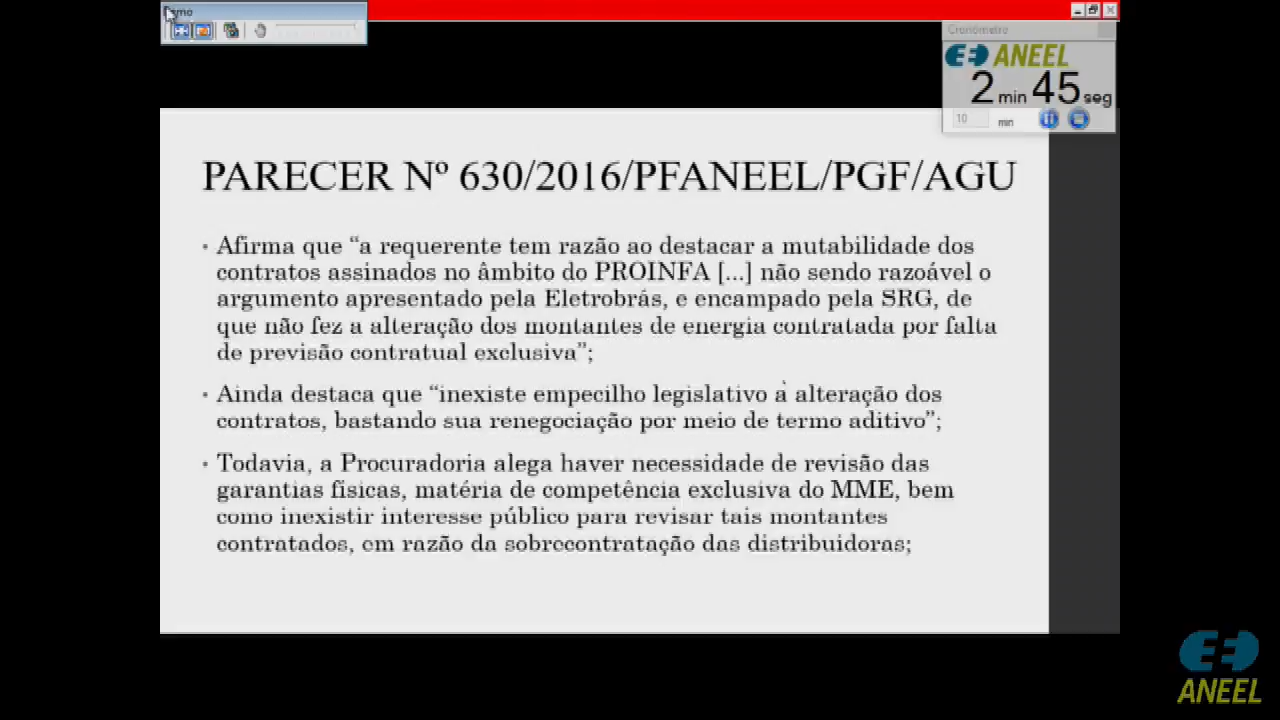 Cronômetro
ANEEL
2 min 45 seg
10 min
PARECER Nº 630/2016/PFANEEL/PGF/AGU
• Afirma que “a requerente tem razão ao destacar a mutabilidade dos
contratos assinados no âmbito do PROINFA [...] não sendo razoável o
argumento apresentado pela Eletrobrás, e encampado pela SRG, de
que não fez a alteração dos montantes de energia contratada por falta
de previsão contratual exclusiva”;
• Ainda destaca que “inexiste empecilho legislativo à alteração dos
contratos, bastando sua renegociação por meio de termo aditivo”;
• Todavia, a Procuradoria alega haver necessidade de revisão das
garantias físicas, matéria de competência exclusiva do MME, bem
como inexistir interesse público para revisar tais montantes
contratados, em razão da sobrecontratação das distribuidoras;
ANEEL